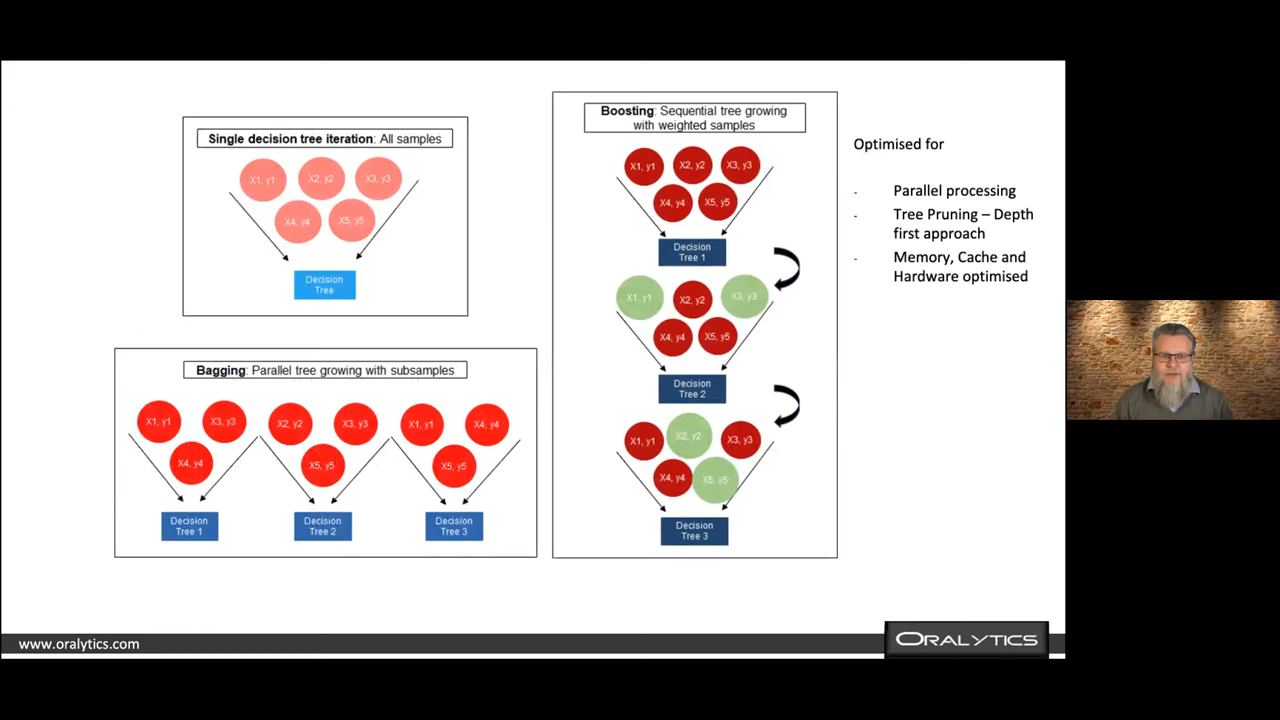 Single decision tree iteration: All samples
X1, y1
X2, y2
X3, y3
X4, y4
X5, y5
Decision
Tree
Bagging: Parallel tree growing with subsamples
X1, y1
X3, y3
X4, y4
Decision
Tree 1
X2, y2
X3, y3
X5, y5
Decision
Tree 2
X1, y1
X4, y4
X5, y5
Decision
Tree 3
Boosting: Sequential tree growing
with weighted samples
X1, y1
X2, y2
X3, y3
X4, y4
X5, y5
Decision
Tree 1
X1, y1
X2, y2
X3, y3
X4, y4
X5, y5
Decision
Tree 2
X1, y1
X2, y2
X3, y3
X4, y4
X5, y5
Decision
Tree 3
Optimised for
- Parallel processing
- Tree Pruning – Depth
first approach
- Memory, Cache and
Hardware optimised
www.oralytics.com
ORALYTICS